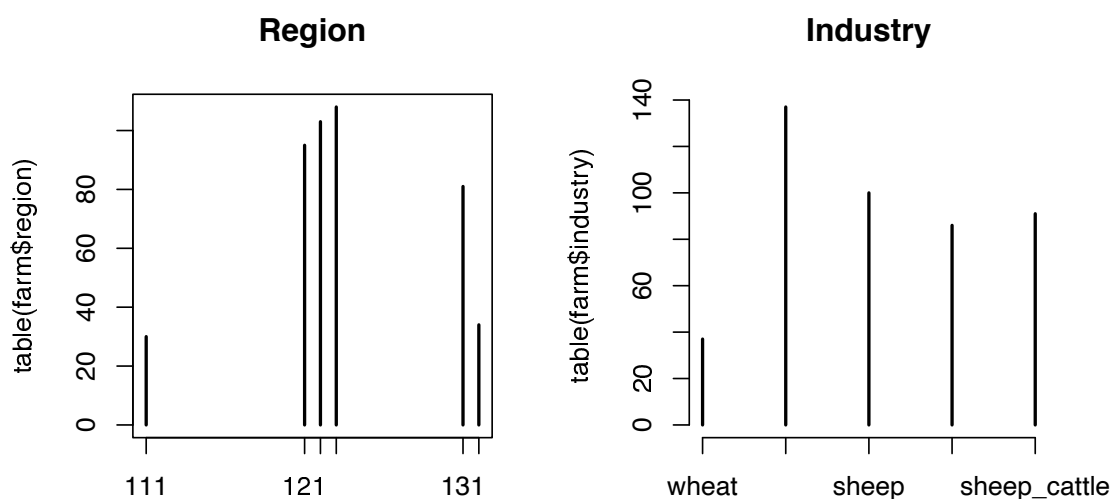 Region
table(farm$region)
0
20
40
60
80
111
121
131
Industry
table(farm$industry)
0
20
60
100
140
wheat
sheep
sheep_cattle